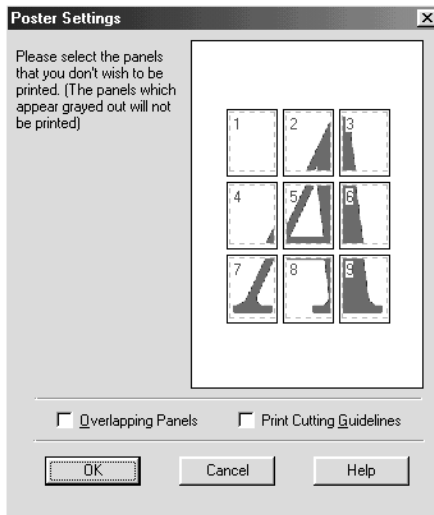 Poster Settings
Please select the panels
that you don't wish to be
printed. (The panels which
appear grayed out will not
be printed)
1 2 3
4 5 6
7 8 9
Overlapping Panels Print Cutting Guidelines
OK Cancel Help